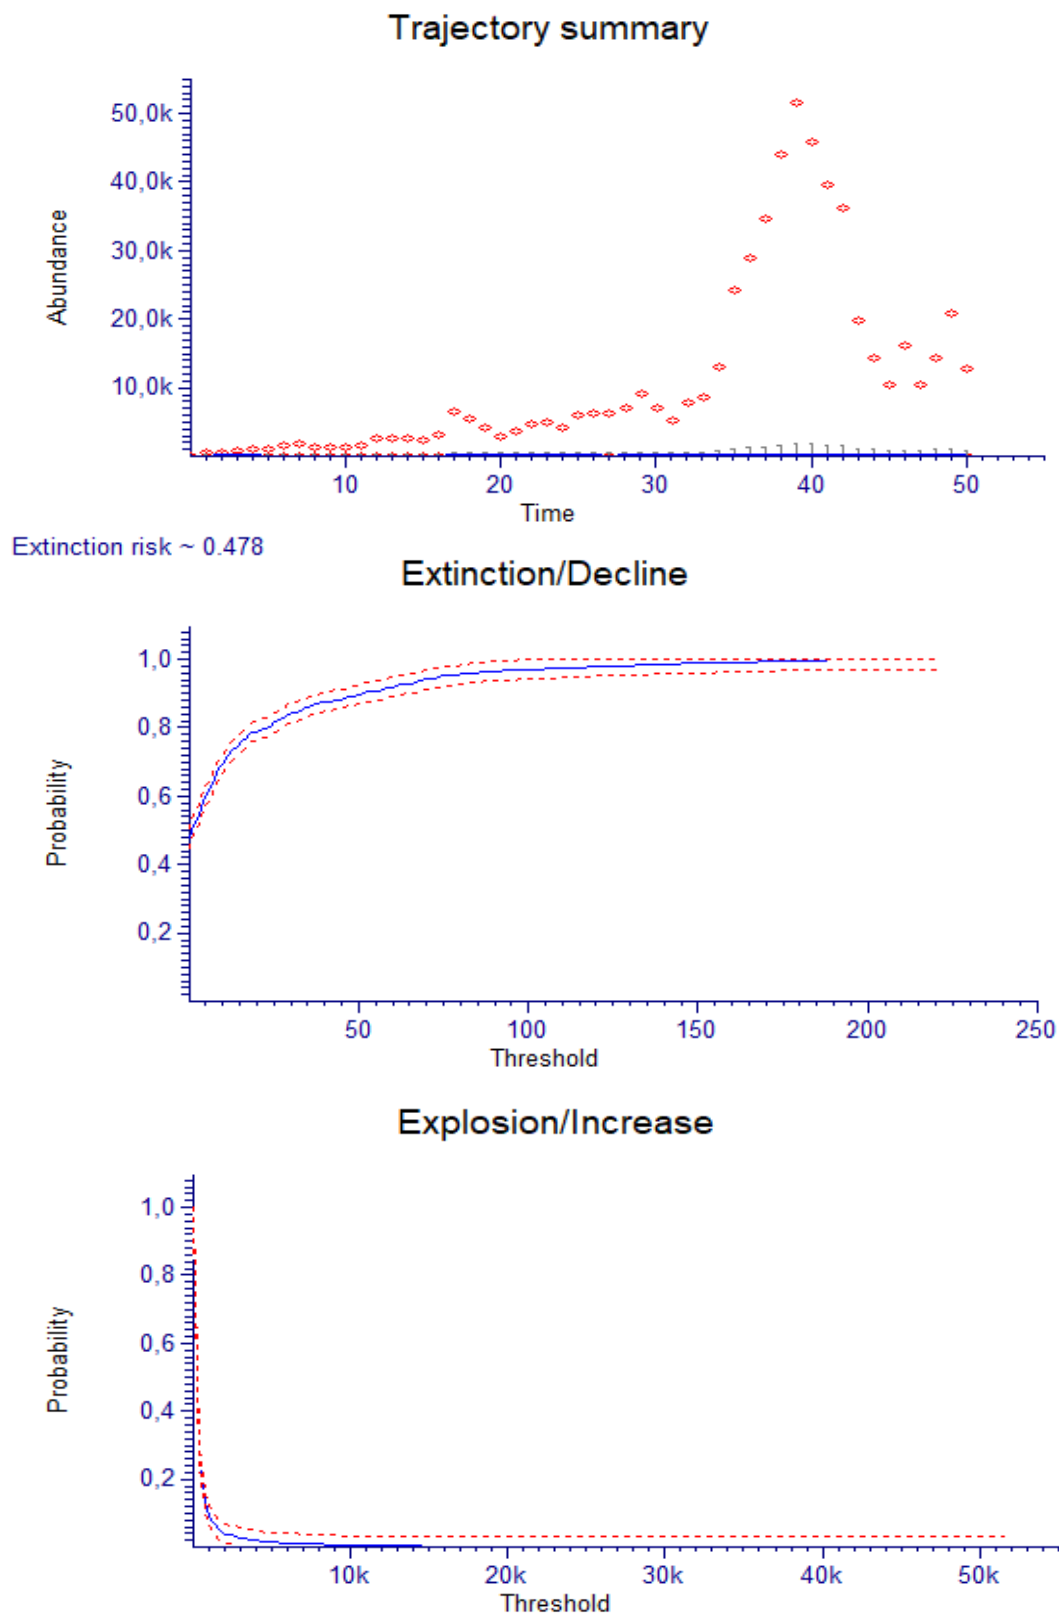 Trajectory summary
50,0k
40,0k
30,0k
20,0k
10,0k
Abundance
10 20 30 40 50
Time
Extinction risk ~ 0.478
Extinction/Decline
1,0
0,8
0,6
0,4
0,2
Probability
50 100 150 200 250
Threshold
Explosion/Increase
1,0
0,8
0,6
0,4
0,2
Probability
10k 20k 30k 40k 50k
Threshold